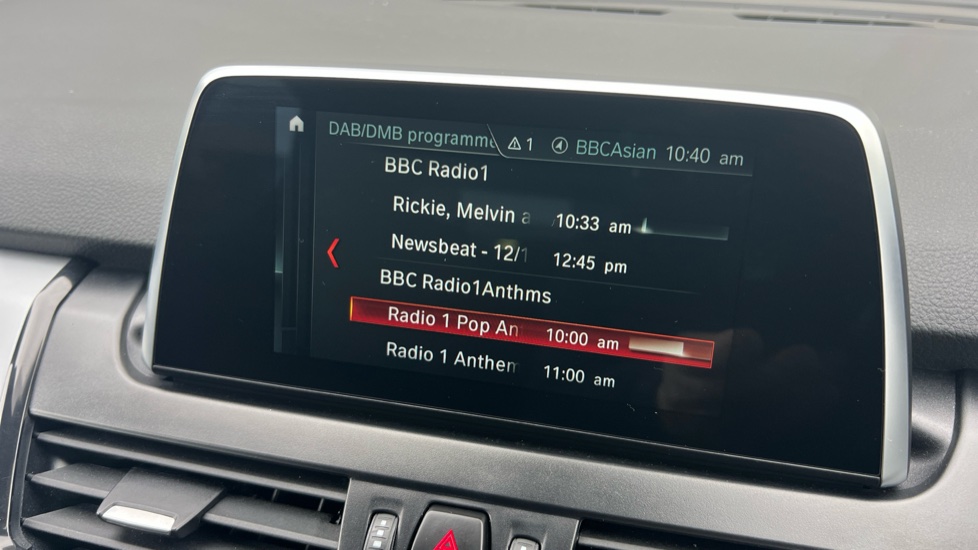 DAB/DMB programme 1 BBCAsian 10:40 am
BBC Radio1
Rickie, Melvin a 10:33 am
Newsbeat - 12/1 12:45 pm
BBC Radio1Anthms
Radio 1 Pop An 10:00 am
Radio 1 Anthem 11:00 am